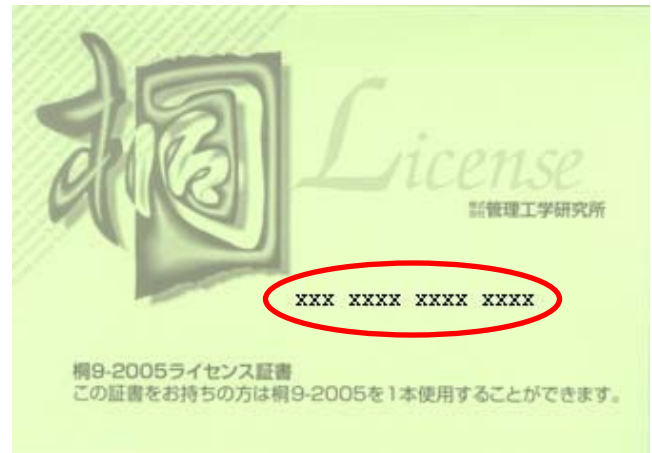 桐
License
株式会社管理工学研究所
xxx xxxx xxxx xxxx
桐9-2005ライセンス証書
この証書をお持ちの方は桐9-2005を1本使用することができます。